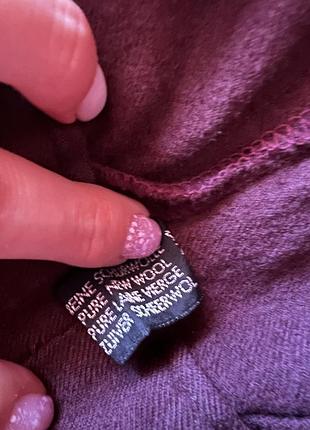 REINE SCHURWOLLE
PURE NEW WOOL
PURE LAINE VIERGE
ZUIVER SCHEERWOL